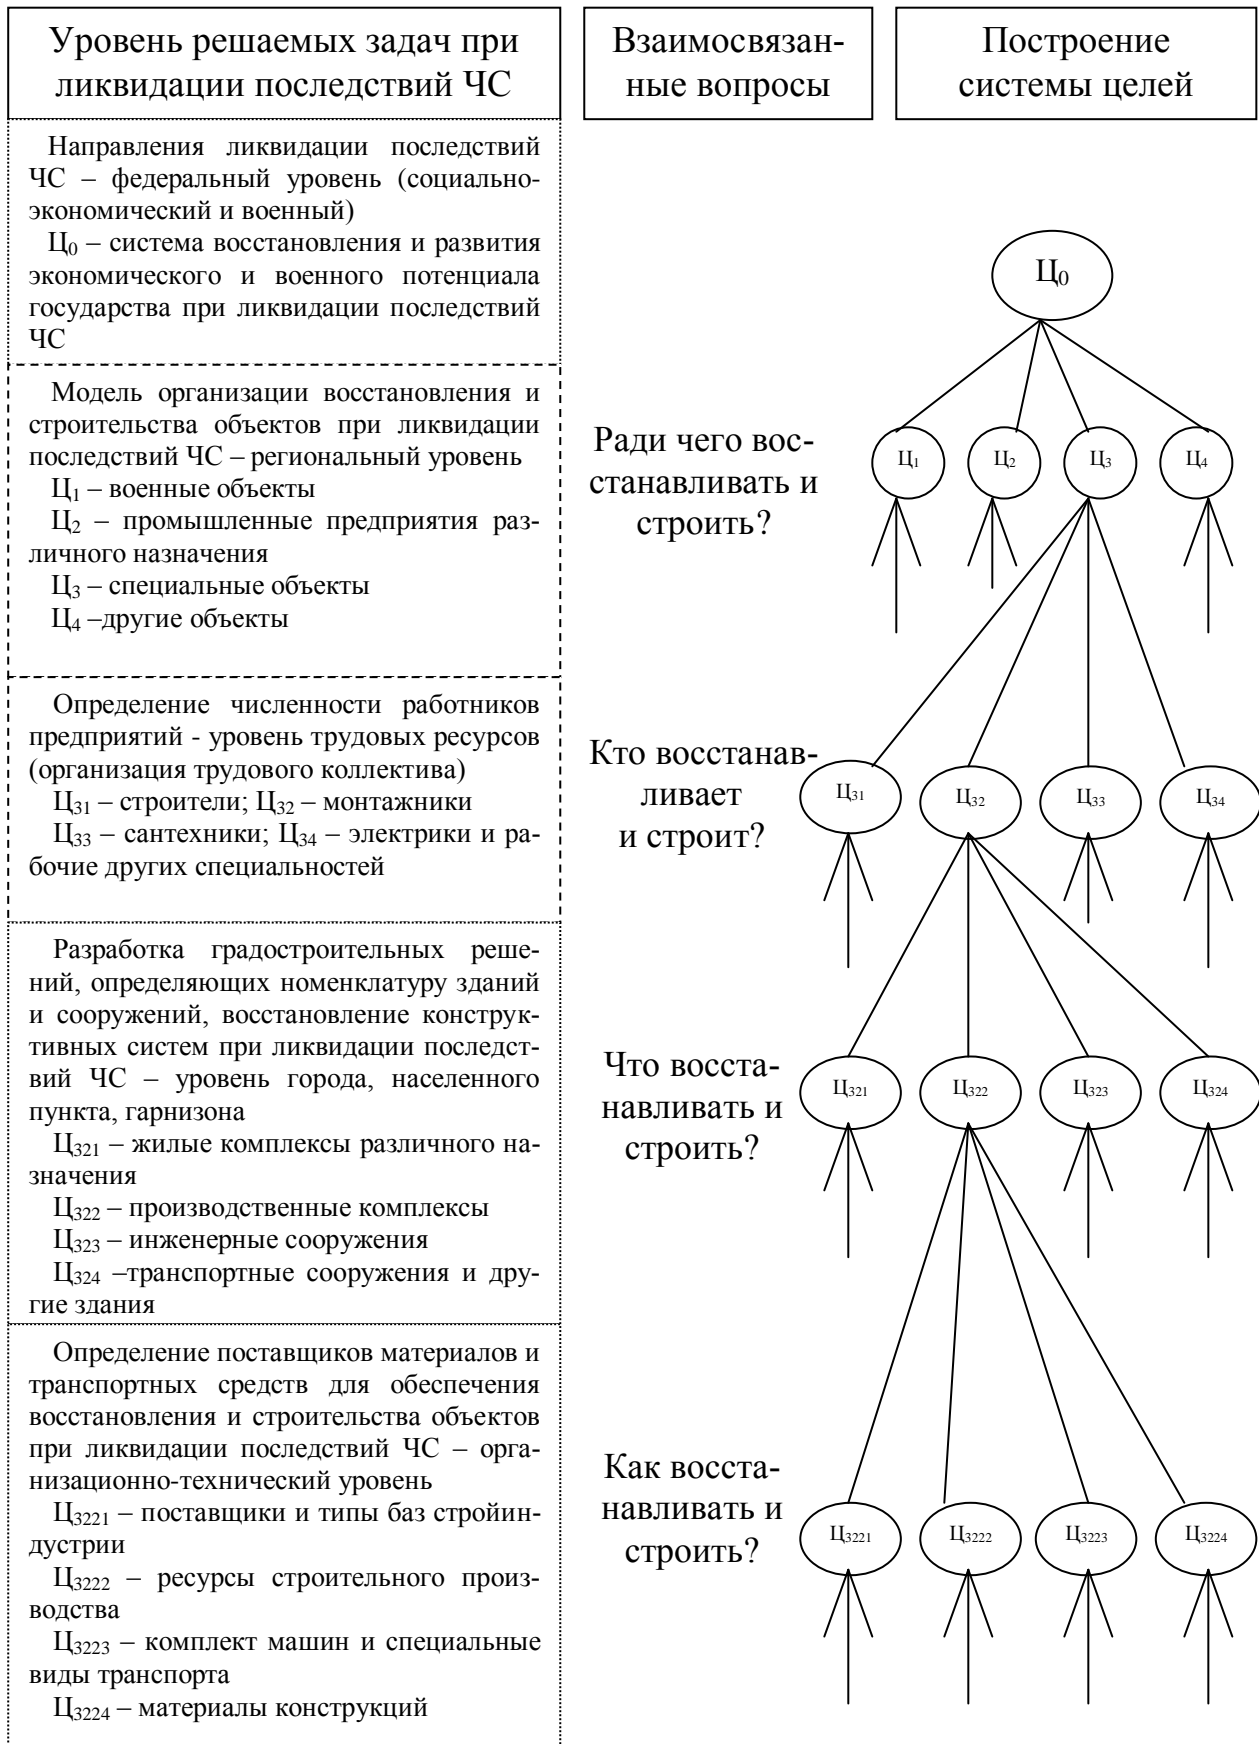 Уровень решаемых задач при
ликвидации последствий ЧС
Взаимосвязан-
ные вопросы
Построение
системы целей
Направления ликвидации последствий
ЧС – федеральный уровень (социально-
экономический и военный)
Ц0 – система восстановления и развития
экономического и военного потенциала
государства при ликвидации последствий
ЧС
Ц0
Модель организации восстановления и
строительства объектов при ликвидации
последствий ЧС – региональный уровень
Ц1 – военные объекты
Ц2 – промышленные предприятия раз-
личного назначения
Ц3 – специальные объекты
Ц4 –другие объекты
Ради чего вос-
станавливать и
строить?
Ц1
Ц2
Ц3
Ц4
Определение численности работников
предприятий - уровень трудовых ресурсов
(организация трудового коллектива)
Ц31 – строители; Ц32 – монтажники
Ц33 – сантехники; Ц34 – электрики и ра-
бочие других специальностей
Кто восстанав-
ливает
и строит?
Ц31
Ц32
Ц33
Ц34
Разработка градостроительных реше-
ний, определяющих номенклатуру зданий
и сооружений, восстановление конструк-
тивных систем при ликвидации последст-
вий ЧС – уровень города, населенного
пункта, гарнизона
Ц321 – жилые комплексы различного на-
значения
Ц322 – производственные комплексы
Ц323 – инженерные сооружения
Ц324 –транспортные сооружения и дру-
гие здания
Что восста-
навливать и
строить?
Ц321
Ц322
Ц323
Ц324
Определение поставщиков материалов и
транспортных средств для обеспечения
восстановления и строительства объектов
при ликвидации последствий ЧС – орга-
низационно-технический уровень
Ц3221 – поставщики и типы баз стройин-
дустрии
Ц3222 – ресурсы строительного произ-
водства
Ц3223 – комплект машин и специальные
виды транспорта
Ц3224 – материалы конструкций
Как восста-
навливать и
строить?
Ц3221
Ц3222
Ц3223
Ц3224